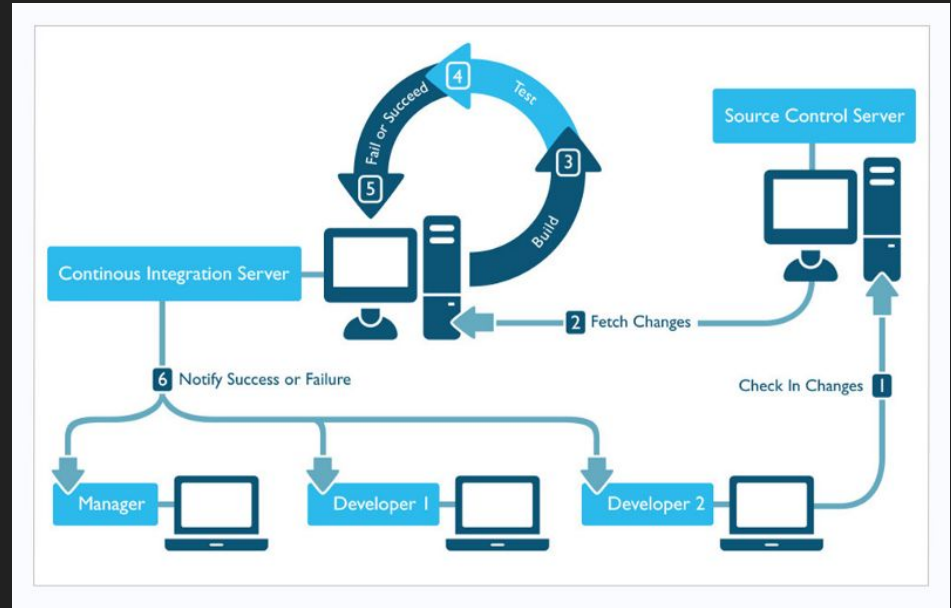 4
Test
Fail or Succeed
3
5
Build
Source Control Server
Continous Integration Server
2 Fetch Changes
6 Notify Success or Failure
Check In Changes 1
Manager
Developer 1
Developer 2